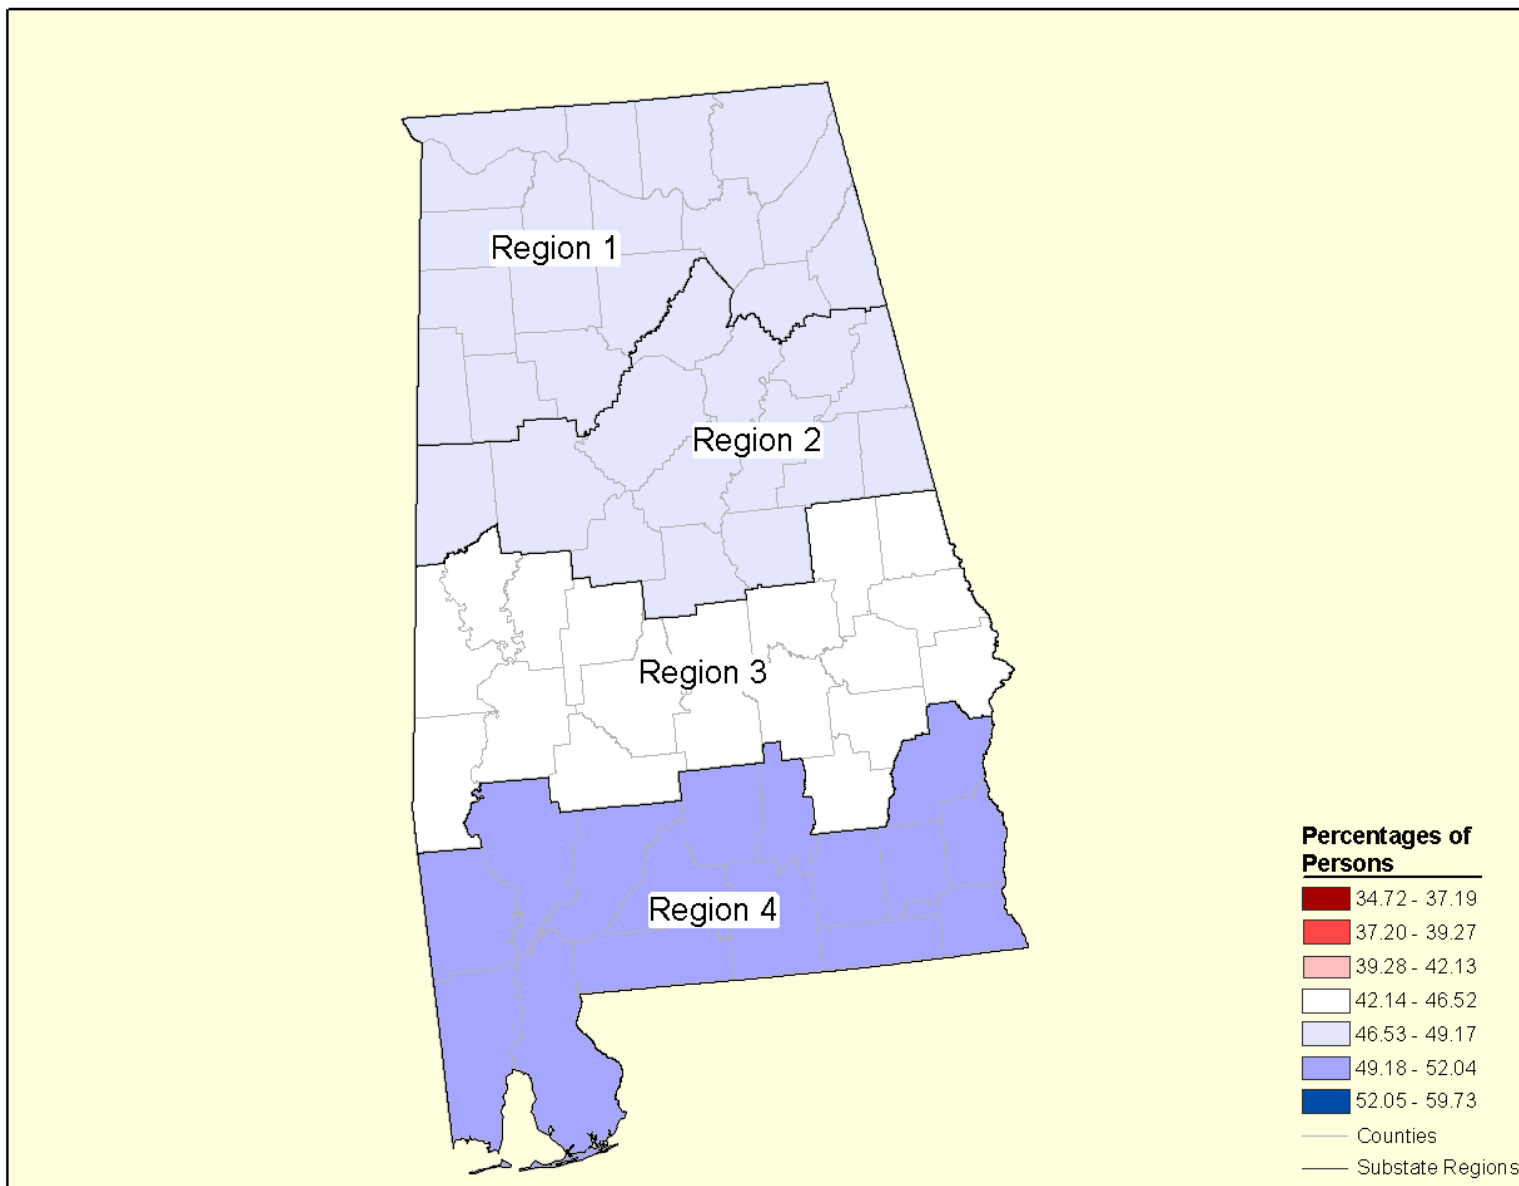 Region 1
Region 2
Region 3
Region 4
Percentages of
Persons
34.72 - 37.19
37.20 - 39.27
39.28 - 42.13
42.14 - 46.52
46.53 - 49.17
49.18 - 52.04
52.05 - 59.73
Counties
Substate Regions